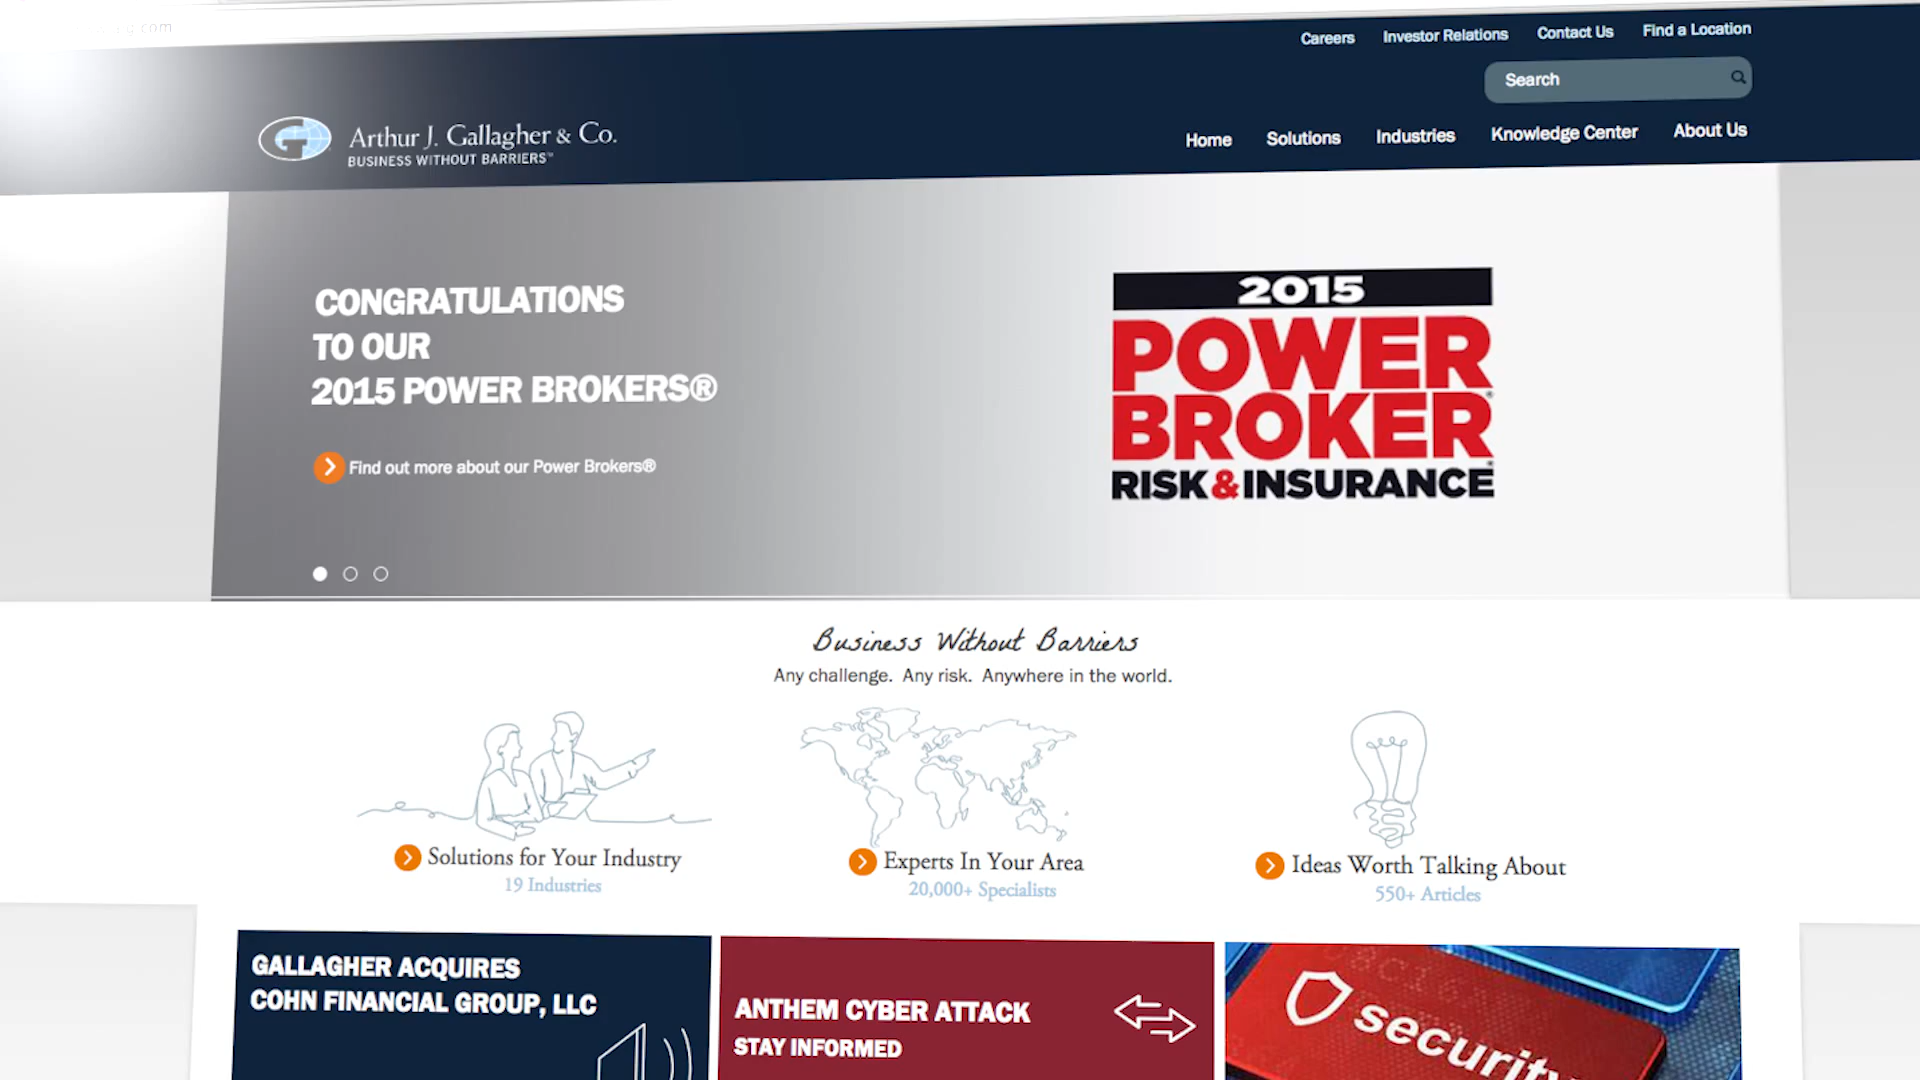 Careers Investor Relations Contact Us Find a Location
Search
Arthur J. Gallagher & Co.
BUSINESS WITHOUT BARRIERS™
Home Solutions Industries Knowledge Center About Us
CONGRATULATIONS
TO OUR
2015 POWER BROKERS®
Find out more about our Power Brokers®
2015
POWER
BROKER®
RISK&INSURANCE®
Business Without Barriers
Any challenge. Any risk. Anywhere in the world.
Solutions for Your Industry
19 Industries
Experts In Your Area
20,000+ Specialists
Ideas Worth Talking About
550+ Articles
GALLAGHER ACQUIRES
COHN FINANCIAL GROUP, LLC
ANTHEM CYBER ATTACK
STAY INFORMED
security